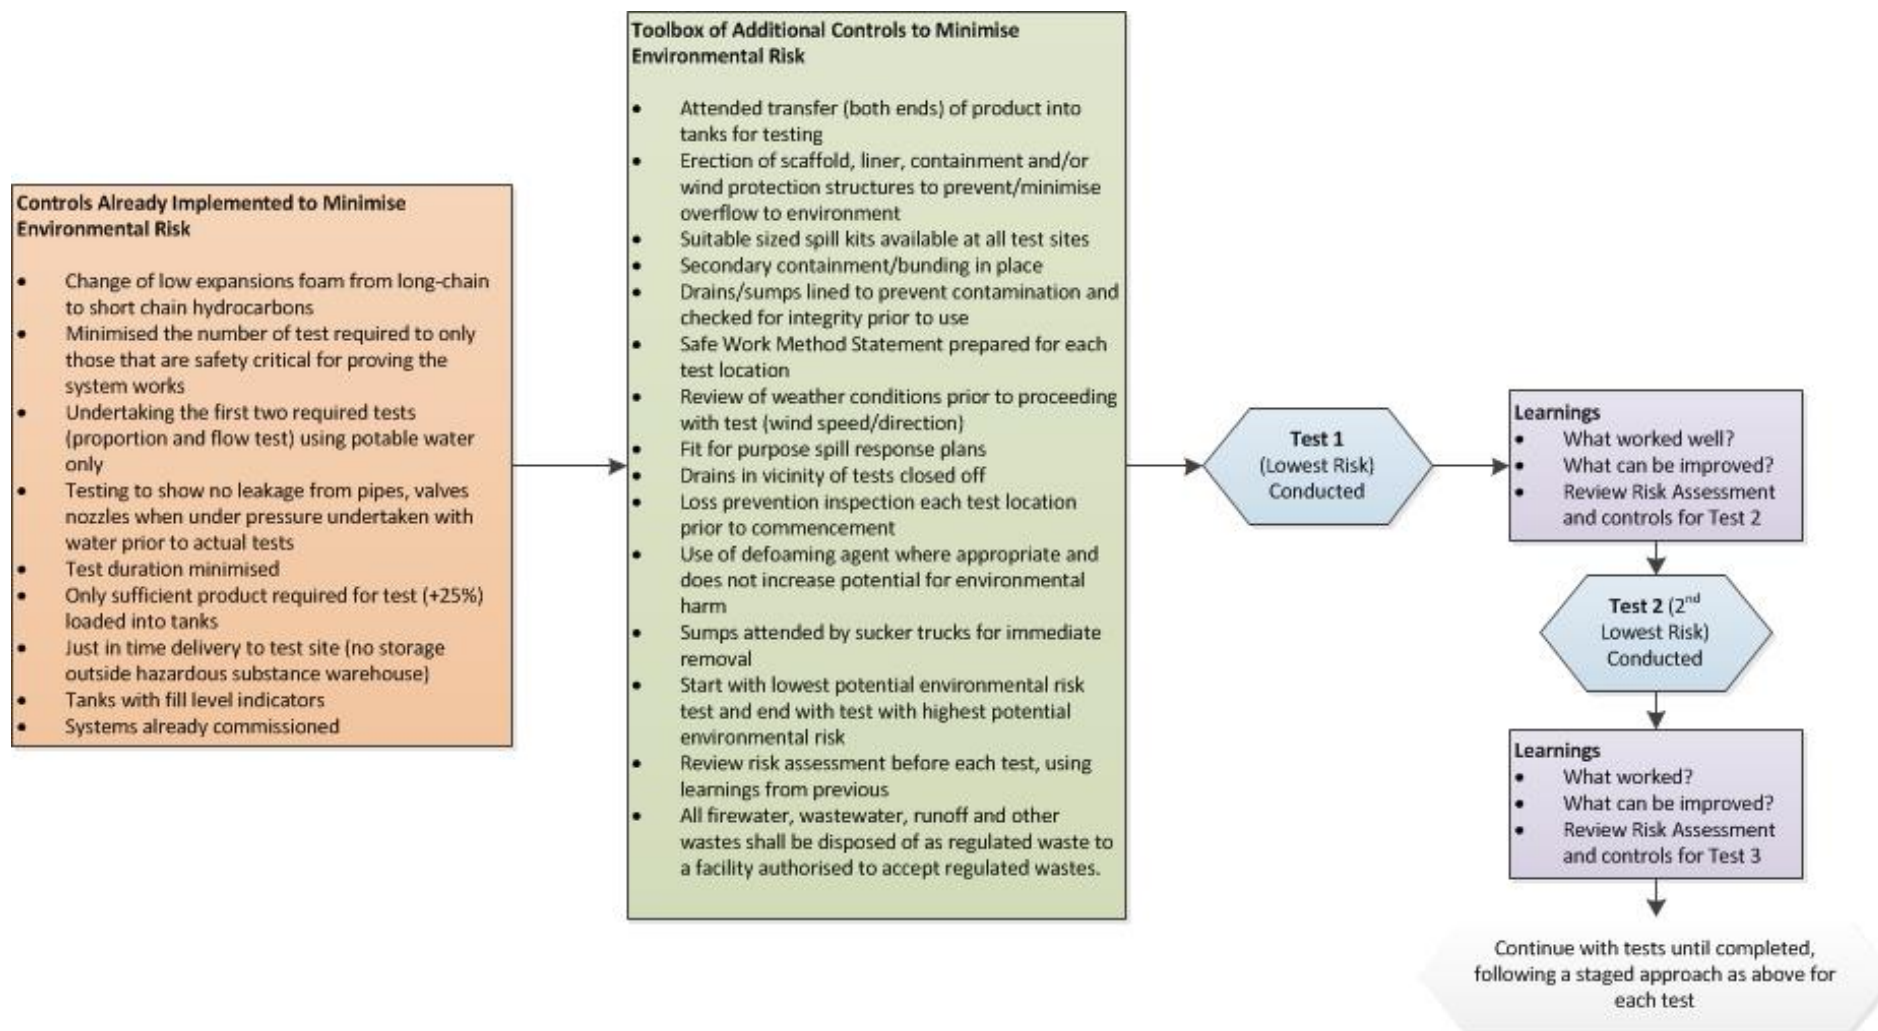 Controls Already Implemented to Minimise
Environmental Risk
• Change of low expansions foam from long-chain
to short chain hydrocarbons
• Minimised the number of test required to only
those that are safety critical for proving the
system works
• Undertaking the first two required tests
(proportion and flow test) using potable water
only
• Testing to show no leakage from pipes, valves
nozzles when under pressure undertaken with
water prior to actual tests
• Test duration minimised
• Only sufficient product required for test (+25%)
loaded into tanks
• Just in time delivery to test site (no storage
outside hazardous substance warehouse)
• Tanks with fill level indicators
• Systems already commissioned
Toolbox of Additional Controls to Minimise
Environmental Risk
• Attended transfer (both ends) of product into
tanks for testing
• Erection of scaffold, liner, containment and/or
wind protection structures to prevent/minimise
overflow to environment
• Suitable sized spill kits available at all test sites
• Secondary containment/bunding in place
• Drains/sumps lined to prevent contamination and
checked for integrity prior to use
• Safe Work Method Statement prepared for each
test location
• Review of weather conditions prior to proceeding
with test (wind speed/direction)
• Fit for purpose spill response plans
• Drains in vicinity of tests closed off
• Loss prevention inspection each test location
prior to commencement
• Use of defoaming agent where appropriate and
does not increase potential for environmental
harm
• Sumps attended by sucker trucks for immediate
removal
• Start with lowest potential environmental risk
test and end with test with highest potential
environmental risk
• Review risk assessment before each test, using
learnings from previous
• All firewater, wastewater, runoff and other
wastes shall be disposed of as regulated waste to
a facility authorised to accept regulated wastes.
Test 1
(Lowest Risk)
Conducted
Learnings
• What worked well?
• What can be improved?
• Review Risk Assessment
and controls for Test 2
Test 2 (2nd
Lowest Risk)
Conducted
Learnings
• What worked?
• What can be improved?
• Review Risk Assessment
and controls for Test 3
Continue with tests until completed,
following a staged approach as above for
each test